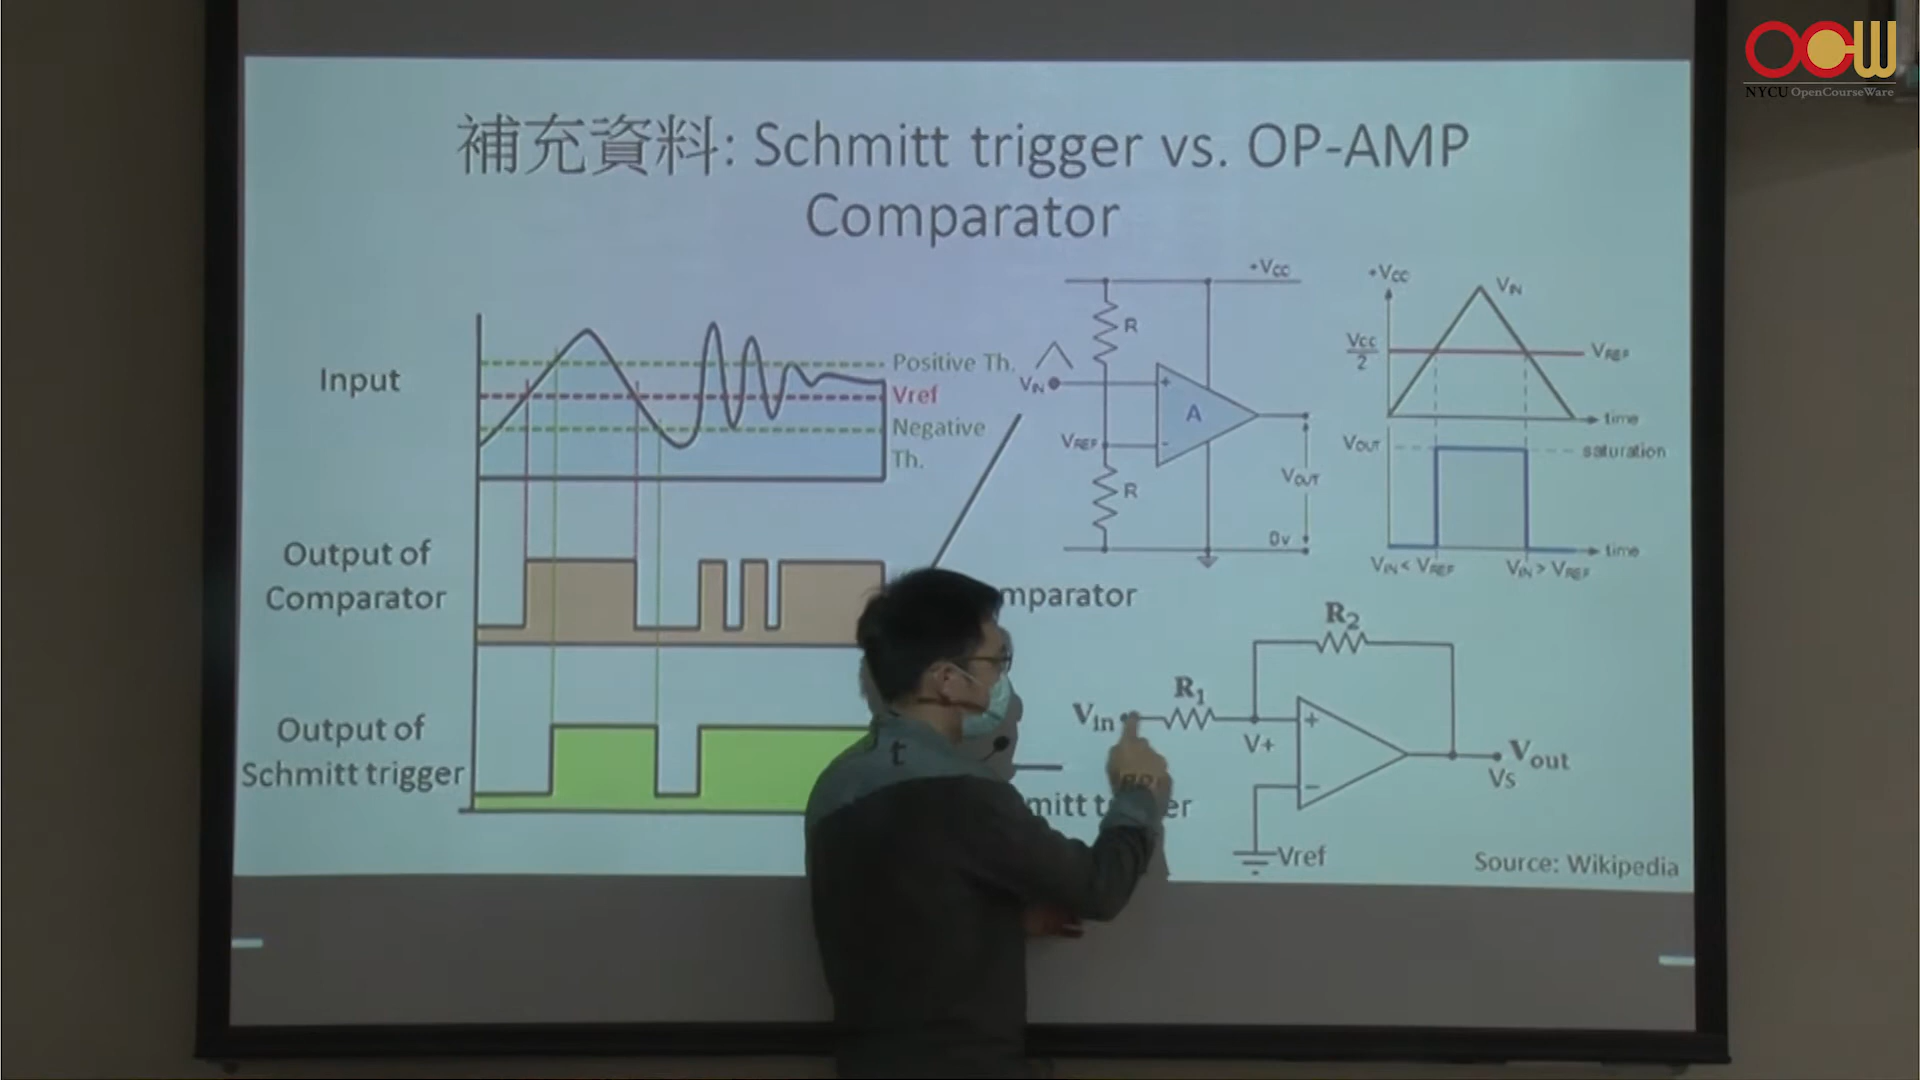 OCW
NYCU OpenCourseWare
補充資料: Schmitt trigger vs. OP-AMP
Comparator
Input
Positive Th.
Vref
Negative
Th.
Output of
Comparator
Output of
Schmitt trigger
+Vcc
R
VIN
A
+
-
VREF
R
VOUT
0v
+Vcc
VIN
Vcc
2
VREF
time
VOUT
saturation
time
VIN < VREF
VIN > VREF
R2
R1
Vin
V+
+
-
Vout
Vs
Vref
Source: Wikipedia